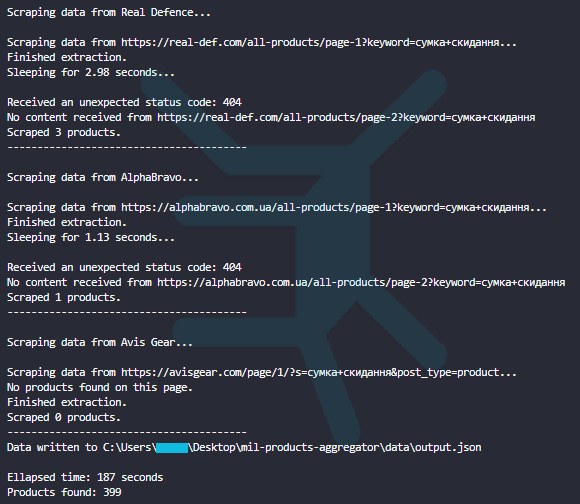 Scraping data from Real Defence...
Scraping data from https://real-def.com/all-products/page-1?keyword=сумка+скидання...
Finished extraction.
Sleeping for 2.98 seconds...
Received an unexpected status code: 404
No content received from https://real-def.com/all-products/page-2?keyword=сумка+скидання
Scraped 3 products.
----------------------------------------
Scraping data from AlphaBravo...
Scraping data from https://alphabravo.com.ua/all-products/page-1?keyword=сумка+скидання...
Finished extraction.
Sleeping for 1.13 seconds...
Received an unexpected status code: 404
No content received from https://alphabravo.com.ua/all-products/page-2?keyword=сумка+скидання
Scraped 1 products.
----------------------------------------
Scraping data from Avis Gear...
Scraping data from https://avisgear.com/page/1/?s=сумка+скидання&post_type=product...
No products found on this page.
Finished extraction.
Scraped 0 products.
----------------------------------------
Data written to C:\Users\ \Desktop\mil-products-aggregator\data\output.json
Ellapsed time: 187 seconds
Products found: 399